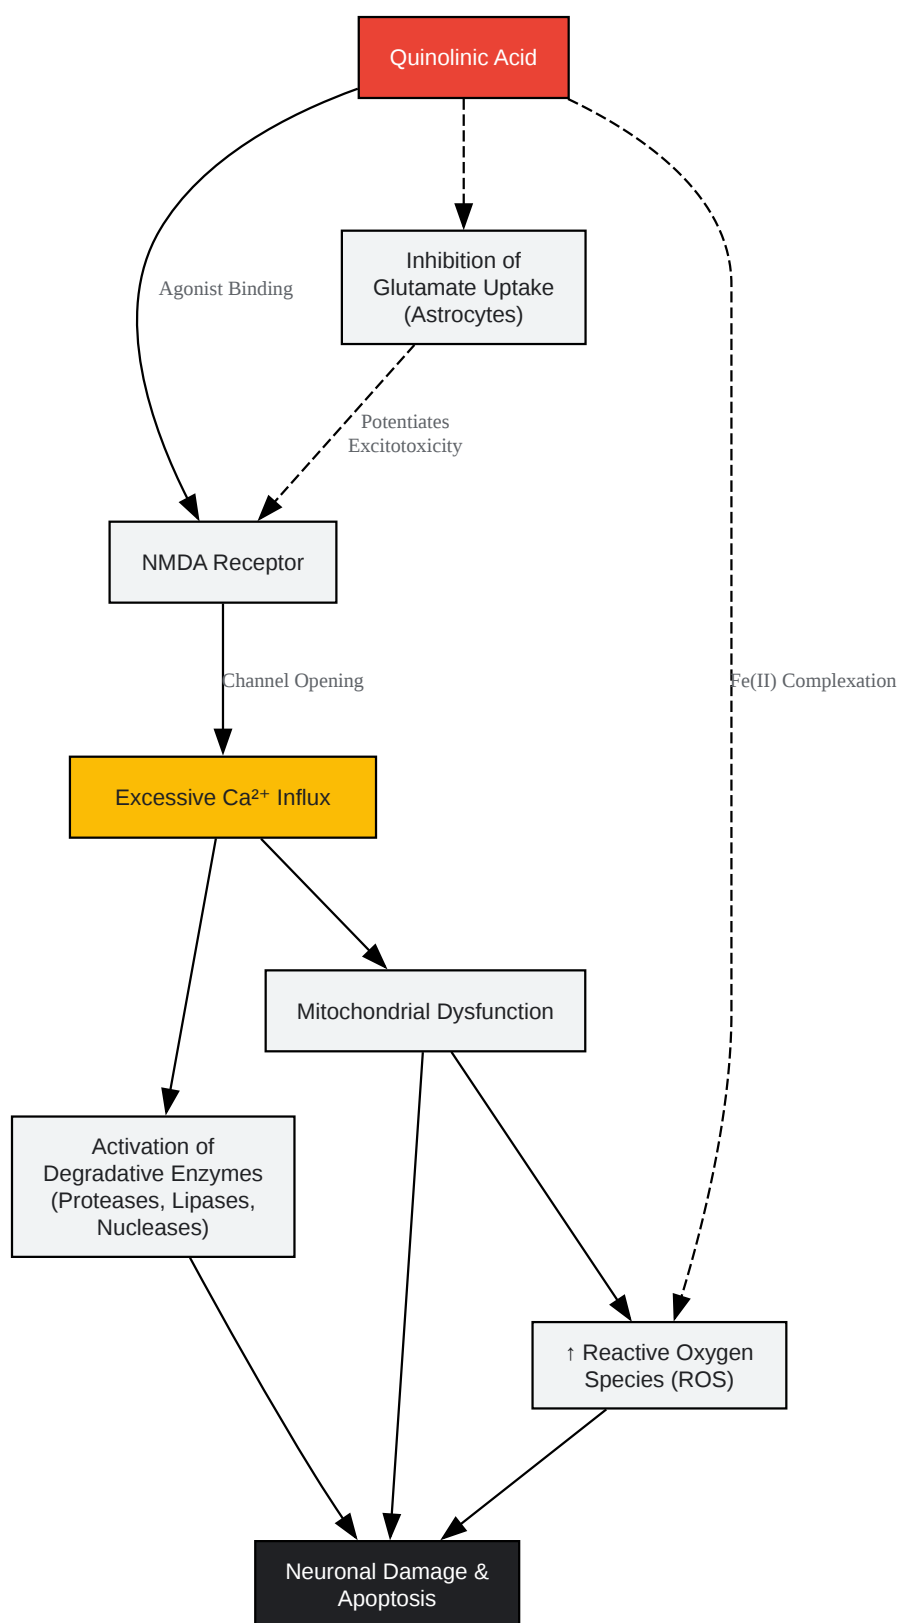 Quinolinic Acid
Agonist Binding
Inhibition of
Glutamate Uptake
(Astrocytes)
Potentiates
Excitotoxicity
NMDA Receptor
Channel Opening
Fe(II) Complexation
Excessive Ca²⁺ Influx
Mitochondrial Dysfunction
Activation of
Degradative Enzymes
(Proteases, Lipases,
Nucleases)
↑ Reactive Oxygen
Species (ROS)
Neuronal Damage &
Apoptosis